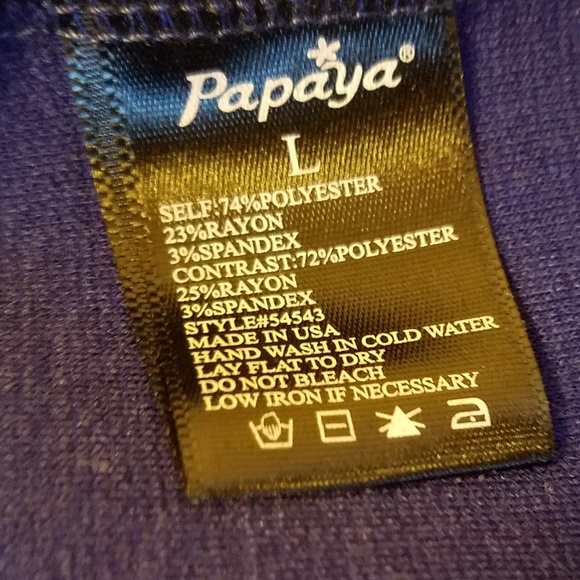 Papaya®
L
SELF:74%POLYESTER
23%RAYON
3%SPANDEX
CONTRAST:72%POLYESTER
25%RAYON
3%SPANDEX
STYLE#54543
MADE IN USA
HAND WASH IN COLD WATER
LAY FLAT TO DRY
DO NOT BLEACH
LOW IRON IF NECESSARY